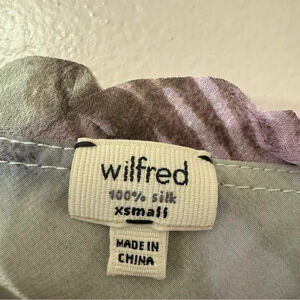 wilfred
100% silk
xsmall
MADE IN
CHINA